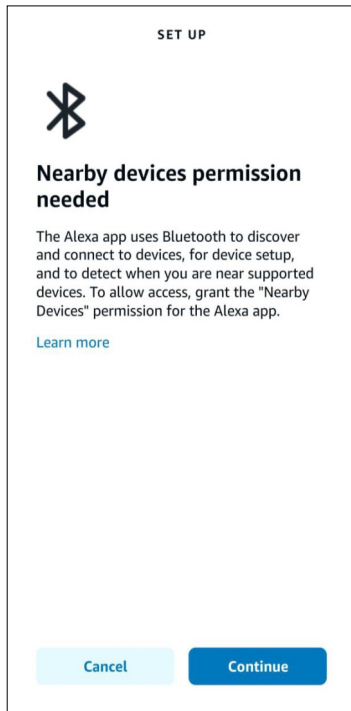 SET UP
Nearby devices permission
needed
The Alexa app uses Bluetooth to discover
and connect to devices, for device setup,
and to detect when you are near supported
devices. To allow access, grant the "Nearby
Devices" permission for the Alexa app.
Learn more
Cancel Continue